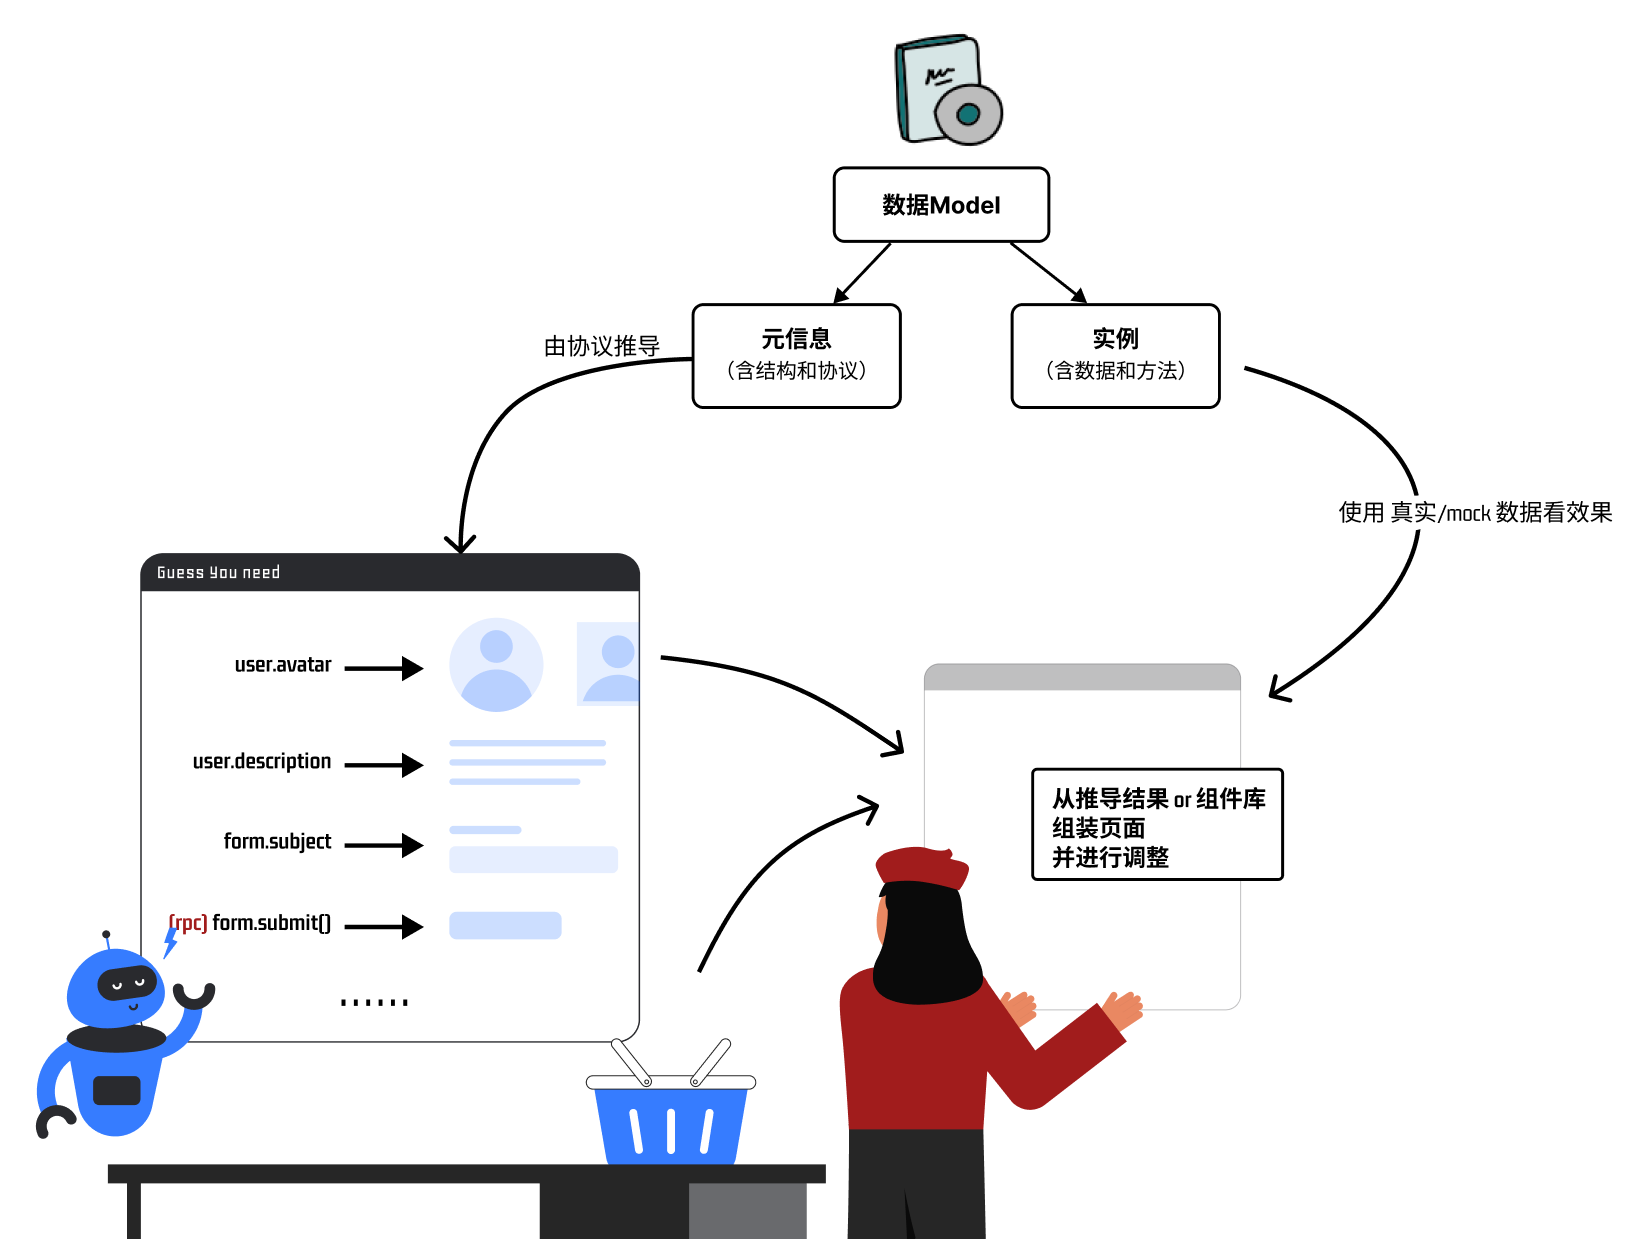 数据Model
元信息
（含结构和协议）
实例
（含数据和方法）
由协议推导
使用 真实/mock 数据看效果
Guess You need
user.avatar
user.description
form.subject
(rpc) form.submit()
......
从推导结果 or 组件库
组装页面
并进行调整